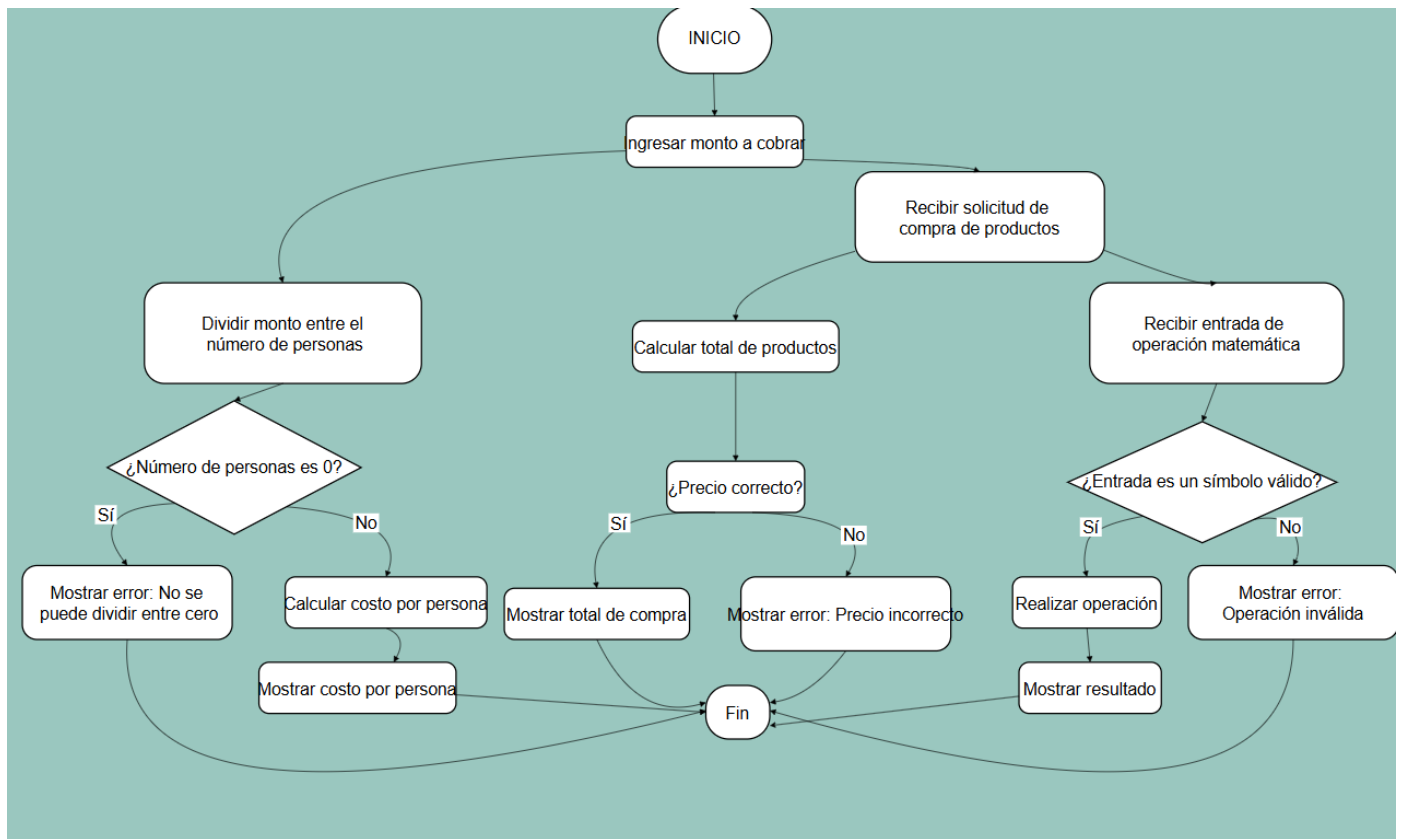 INICIO
Ingresar monto a cobrar
Recibir solicitud de
compra de productos
Dividir monto entre el
número de personas
Calcular total de productos
Recibir entrada de
operación matemática
¿Número de personas es 0?
¿Precio correcto?
¿Entrada es un símbolo válido?
Sí
No
Sí
No
Sí
No
Mostrar error: No se
puede dividir entre cero
Calcular costo por persona
Mostrar total de compra
Mostrar error: Precio incorrecto
Realizar operación
Mostrar error:
Operación inválida
Mostrar costo por persona
Mostrar resultado
Fin